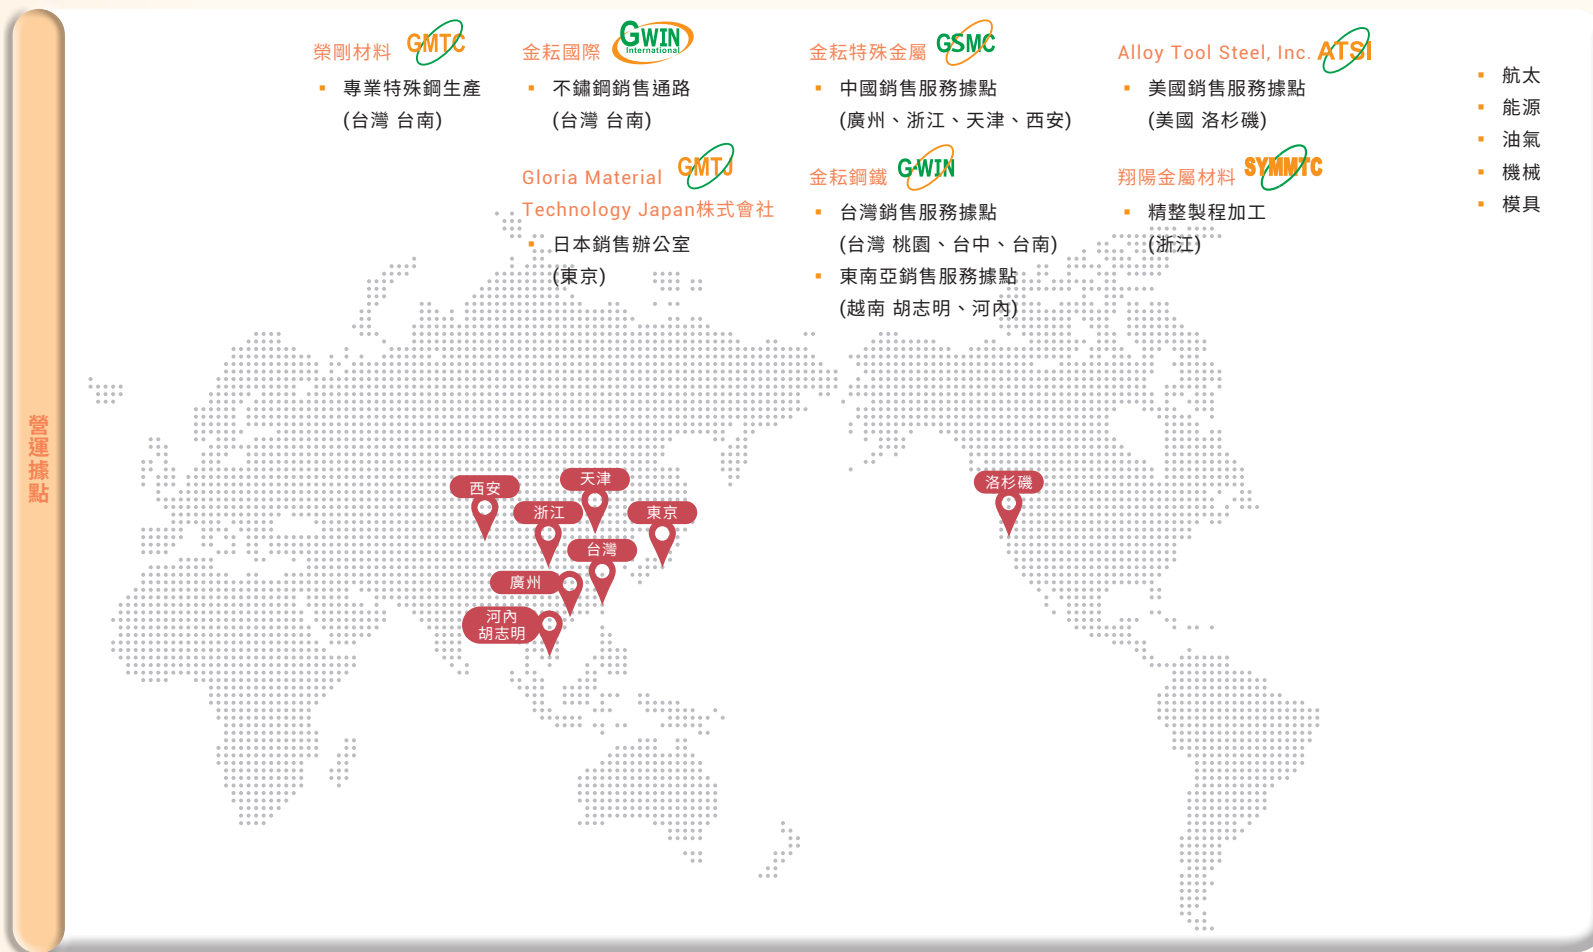 營運據點
榮剛材料 GMTC
▪ 專業特殊鋼生產
(台灣 台南)
金耘國際 GWIN International
▪ 不鏽鋼銷售通路
(台灣 台南)
Gloria Material GMTJ
Technology Japan株式會社
▪ 日本銷售辦公室
(東京)
金耘特殊金屬 GSMC
▪ 中國銷售服務據點
(廣州、浙江、天津、西安)
金耘鋼鐵 G-WIN
▪ 台灣銷售服務據點
(台灣 桃園、台中、台南)
▪ 東南亞銷售服務據點
(越南 胡志明、河內)
Alloy Tool Steel, Inc. ATSI
▪ 美國銷售服務據點
(美國 洛杉磯)
翔陽金屬材料 SYMMTC
▪ 精整製程加工
(浙江)
▪ 航太
▪ 能源
▪ 油氣
▪ 機械
▪ 模具
西安
天津
浙江
東京
台灣
廣州
河內
胡志明
洛杉磯